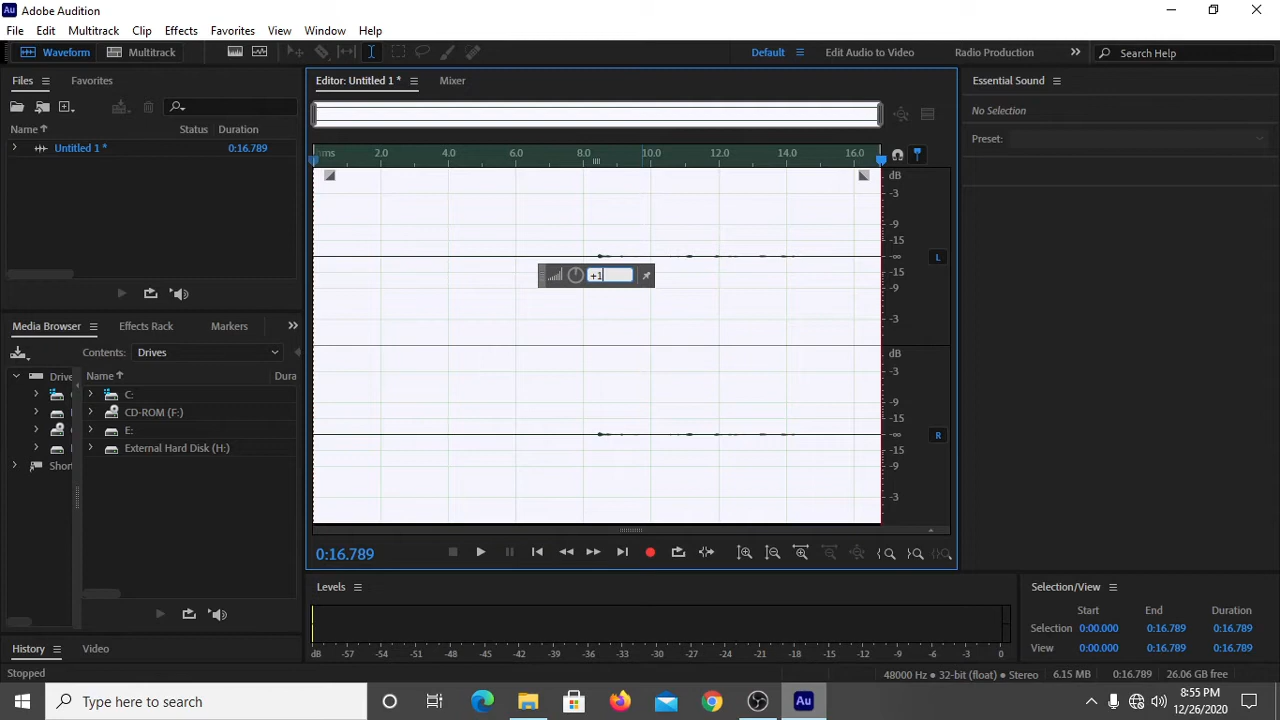 Au Adobe Audition
File Edit Multitrack Clip Effects Favorites View Window Help
Waveform Multitrack Default Edit Audio to Video Radio Production Search Help
Files Favorites
Name Status Duration
Untitled 1 * 0:16.789
Editor: Untitled 1 * Mixer
hms 2.0 4.0 6.0 8.0 10.0 12.0 14.0 16.0
dB
-3
-9
-15
-∞ L
-15
-9
-3
dB
-3
-9
-15
-∞ R
-15
-9
-3
+1
Essential Sound
No Selection
Preset:
Media Browser Effects Rack Markers
Contents: Drives
Drive
Shor
Name Dura
C:
CD-ROM (F:)
E:
External Hard Disk (H:)
0:16.789
Levels
dB -57 -54 -51 -48 -45 -42 -39 -36 -33 -30 -27 -24 -21 -18 -15 -12 -9 -6 -3 0
Selection/View
Start End Duration
Selection 0:00.000 0:16.789 0:16.789
View 0:00.000 0:16.789 0:16.789
History Video
Stopped
48000 Hz ● 32-bit (float) ● Stereo 6.15 MB 0:16.789 26.06 GB free
Type here to search
Au
8:55 PM
12/26/2020